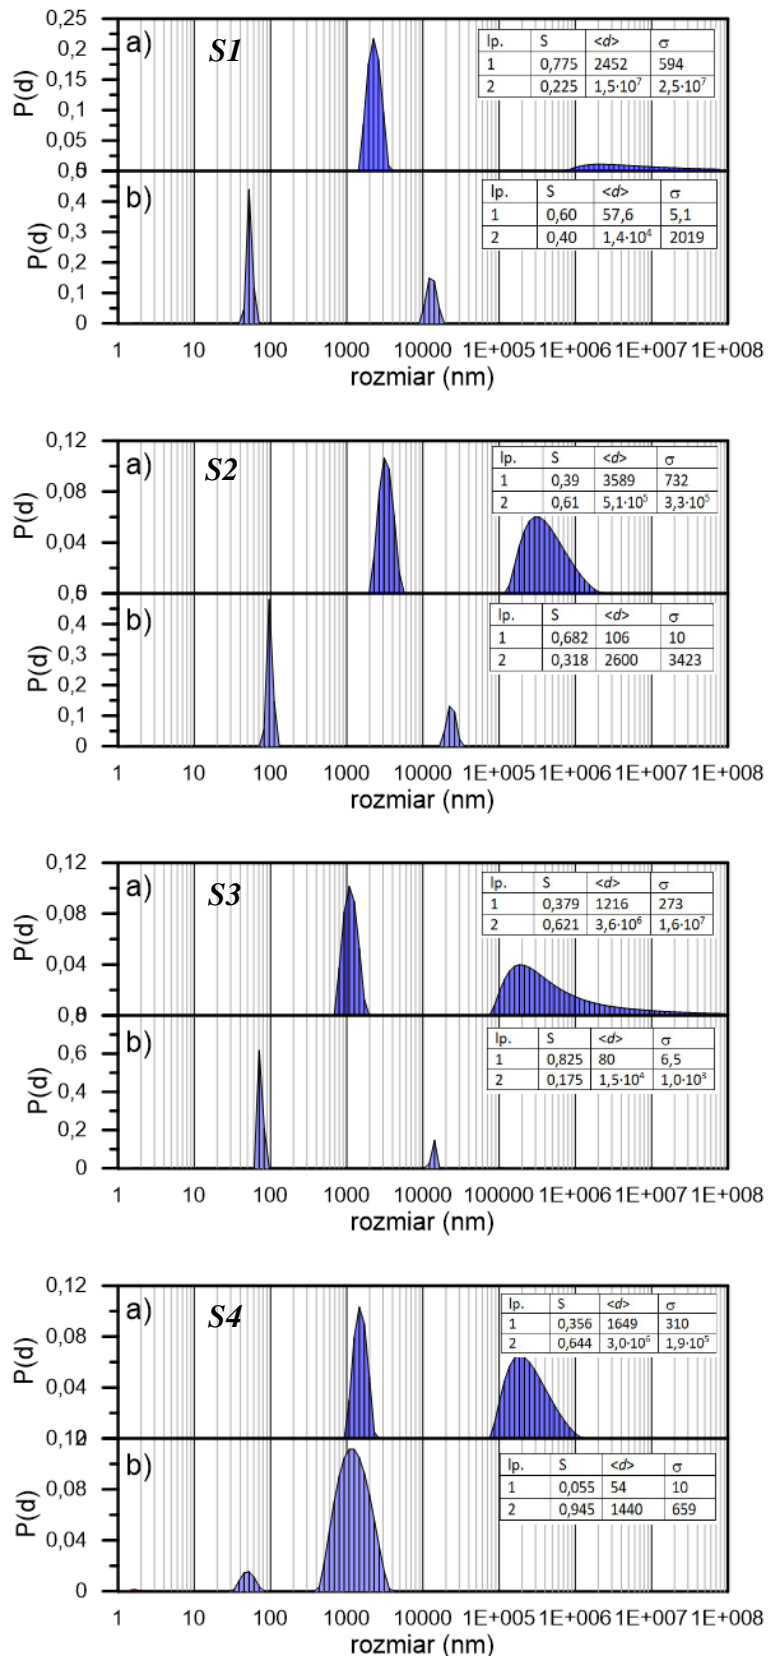 0,25
a) S1
lp. S <d> σ
1 0,775 2452 594
2 0,225 1,5·10⁷ 2,5·10⁷
0,2
0,15
0,1
0,05
P(d)
b)
lp. S <d> σ
1 0,60 57,6 5,1
2 0,40 1,4·10⁴ 2019
0,4
0,3
0,2
0,1
0
P(d)
1 10 100 1000 10000 1E+005 1E+006 1E+007 1E+008
rozmiar (nm)
0,12
a) S2
lp. S <d> σ
1 0,39 3589 732
2 0,61 5,1·10⁵ 3,3·10⁵
0,08
0,04
P(d)
b)
lp. S <d> σ
1 0,682 106 10
2 0,318 2600 3423
0,4
0,3
0,2
0,1
0
P(d)
1 10 100 1000 10000 1E+005 1E+006 1E+007 1E+008
rozmiar (nm)
0,12
a) S3
lp. S <d> σ
1 0,379 1216 273
2 0,621 3,6·10⁶ 1,6·10⁷
0,08
0,04
P(d)
b)
lp. S <d> σ
1 0,825 80 6,5
2 0,175 1,5·10⁴ 1,0·10³
0,6
0,4
0,2
0
P(d)
1 10 100 1000 10000 100000 1E+006 1E+007 1E+008
rozmiar (nm)
0,12
a) S4
lp. S <d> σ
1 0,356 1649 310
2 0,644 3,0·10⁶ 1,9·10⁵
0,08
0,04
P(d)
b)
lp. S <d> σ
1 0,055 54 10
2 0,945 1440 659
0,08
0,04
0
P(d)
1 10 100 1000 10000 1E+005 1E+006 1E+007 1E+008
rozmiar (nm)